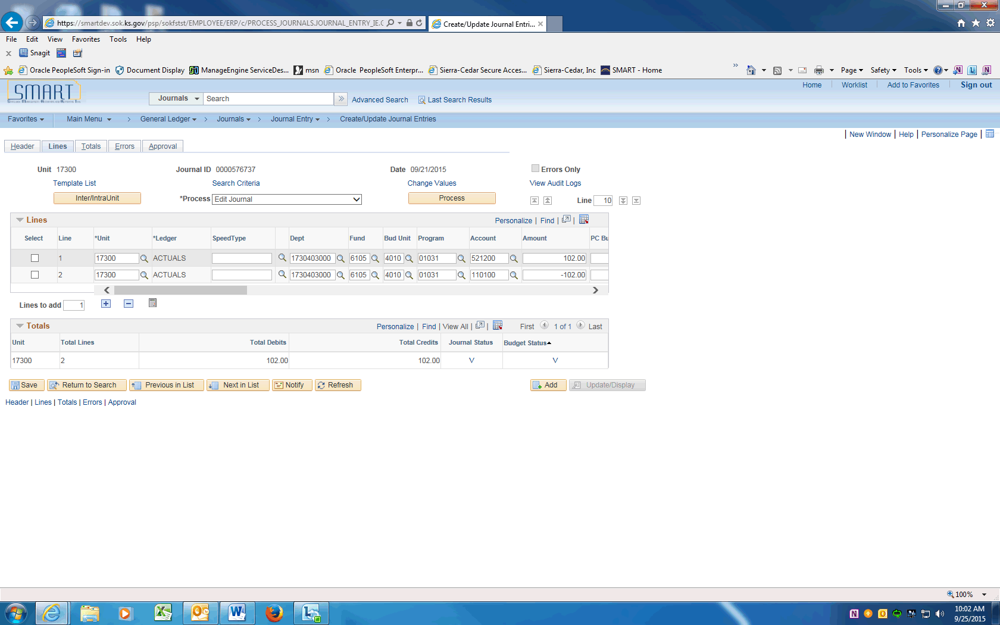 https://smartdev.sok.ks.gov/psp/sokfstst/EMPLOYEE/ERP/c/PROCESS_JOURNALS.JOURNAL_ENTRY_IE.G
Create/Update Journal Entri...
File Edit View Favorites Tools Help
x Snagit
Oracle PeopleSoft Sign-in Document Display ManageEngine ServiceDes... msn Oracle PeopleSoft Enterpr... Sierra-Cedar Secure Acces... Sierra-Cedar, Inc SMART - Home » Page Safety Tools
Home Worklist Add to Favorites Sign out
SMART
Journals Search » Advanced Search Last Search Results
Favorites Main Menu > General Ledger > Journals > Journal Entry > Create/Update Journal Entries
| New Window | Help | Personalize Page |
Header Lines Totals Errors Approval
Unit 17300 Journal ID 0000576737 Date 09/21/2015 Errors Only
Template List Search Criteria Change Values View Audit Logs
Inter/IntraUnit *Process Edit Journal Process Line 10
Lines Personalize | Find | |
Select Line *Unit *Ledger SpeedType Dept Fund Bud Unit Program Account Amount PC Bu
1 17300 ACTUALS 1730403000 6105 4010 01031 521200 102.00
2 17300 ACTUALS 1730403000 6105 4010 01031 110100 -102.00
Lines to add 1
Totals Personalize | Find | View All | | First 1 of 1 Last
Unit Total Lines Total Debits Total Credits Journal Status Budget Status
17300 2 102.00 102.00 V V
Save Return to Search Previous in List Next in List Notify Refresh Add Update/Display
Header | Lines | Totals | Errors | Approval
100%
10:02 AM
9/25/2015